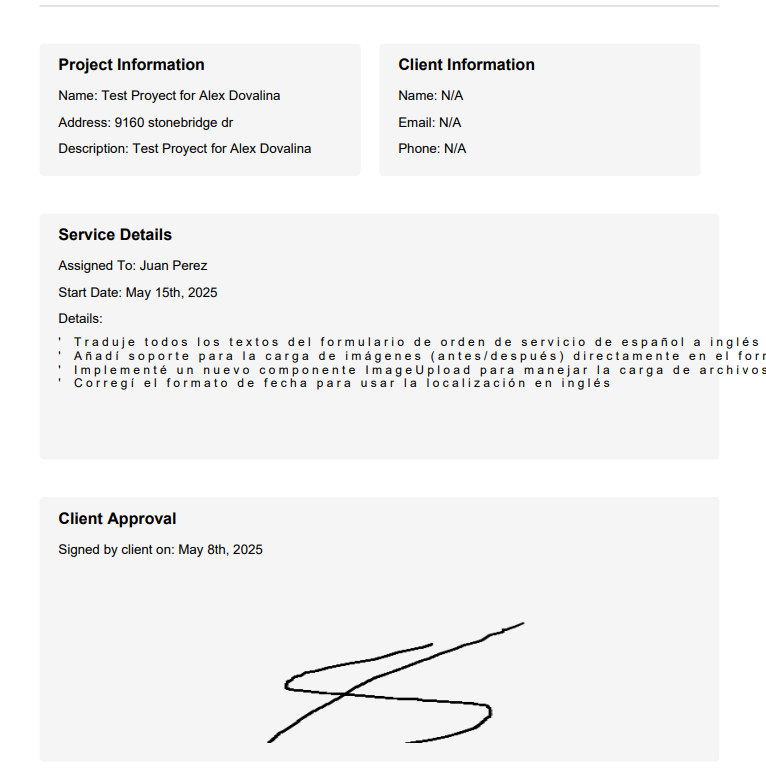 Project Information
Name: Test Proyect for Alex Dovalina
Address: 9160 stonebridge dr
Description: Test Proyect for Alex Dovalina
Client Information
Name: N/A
Email: N/A
Phone: N/A
Service Details
Assigned To: Juan Perez
Start Date: May 15th, 2025
Details:
' Traduje todos los textos del formulario de orden de servicio de español a inglés
' Añadí soporte para la carga de imágenes (antes/después) directamente en el
' Implementé un nuevo componente ImageUpload para manejar la carga de archivos
' Corregí el formato de fecha para usar la localización en inglés
Client Approval
Signed by client on: May 8th, 2025